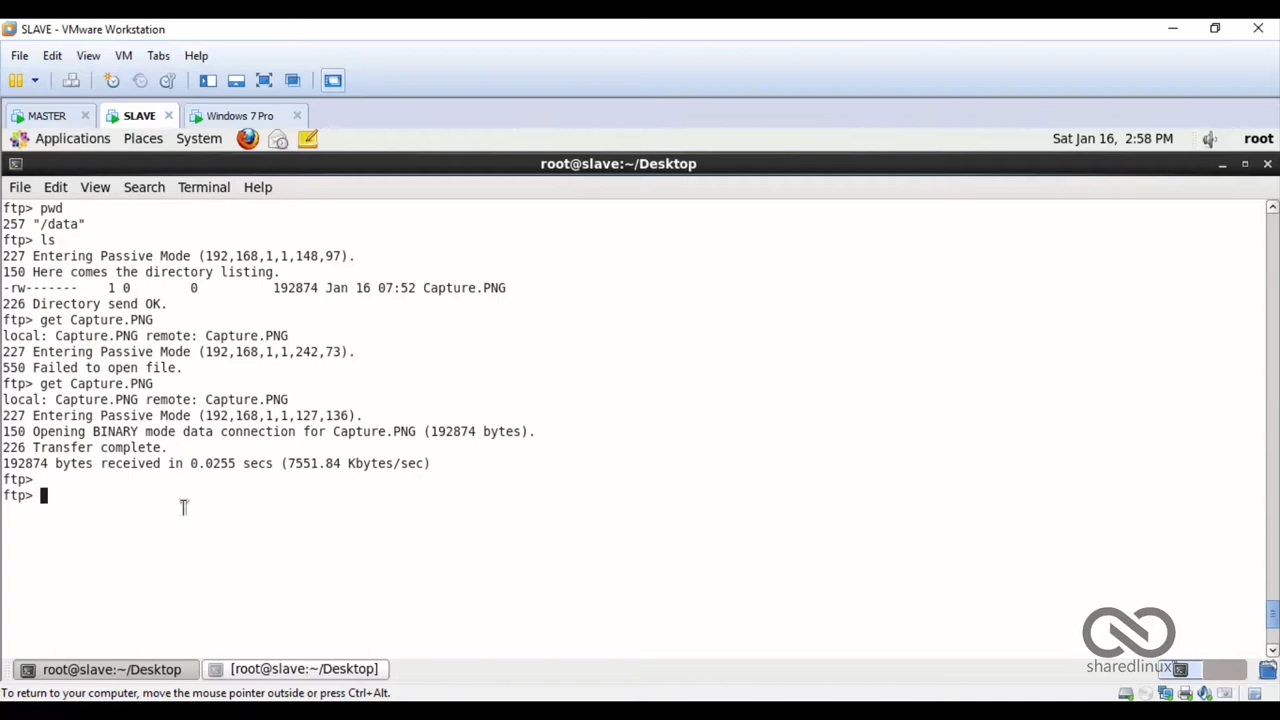 SLAVE - VMware Workstation
File Edit View VM Tabs Help
MASTER SLAVE Windows 7 Pro
Applications Places System Sat Jan 16, 2:58 PM root
root@slave:~/Desktop
File Edit View Search Terminal Help
ftp> pwd
257 "/data"
ftp> ls
227 Entering Passive Mode (192,168,1,1,148,97).
150 Here comes the directory listing.
-rw------- 1 0 0 192874 Jan 16 07:52 Capture.PNG
226 Directory send OK.
ftp> get Capture.PNG
local: Capture.PNG remote: Capture.PNG
227 Entering Passive Mode (192,168,1,1,242,73).
550 Failed to open file.
ftp> get Capture.PNG
local: Capture.PNG remote: Capture.PNG
227 Entering Passive Mode (192,168,1,1,127,136).
150 Opening BINARY mode data connection for Capture.PNG (192874 bytes).
226 Transfer complete.
192874 bytes received in 0.0255 secs (7551.84 Kbytes/sec)
ftp>
ftp>
sharedlinux
root@slave:~/Desktop [root@slave:~/Desktop]
To return to your computer, move the mouse pointer outside or press Ctrl+Alt.